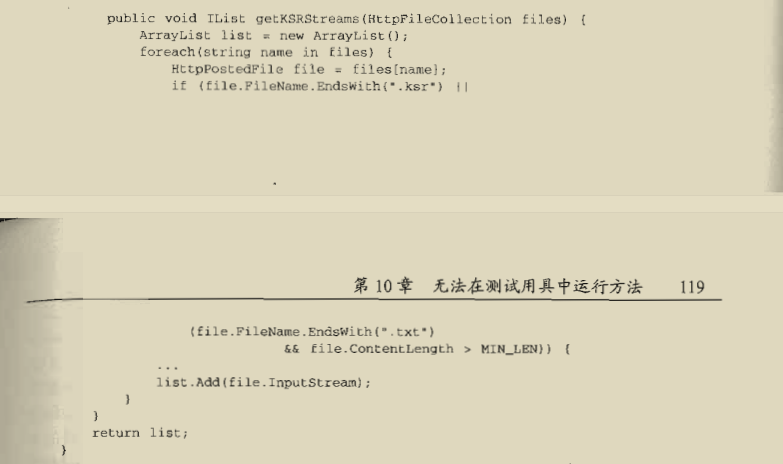 public void IList getKSRStreams(HttpFileCollection files) {
ArrayList list = new ArrayList();
foreach(string name in files) {
HttpPostedFile file = files[name];
if (file.FileName.EndsWith(".ksr") ||
第 10 章 无法在测试用具中运行方法 119
(file.FileName.EndsWith(".txt")
&& file.ContentLength > MIN_LEN)) {
...
list.Add(file.InputStream);
}
}
return list;
}